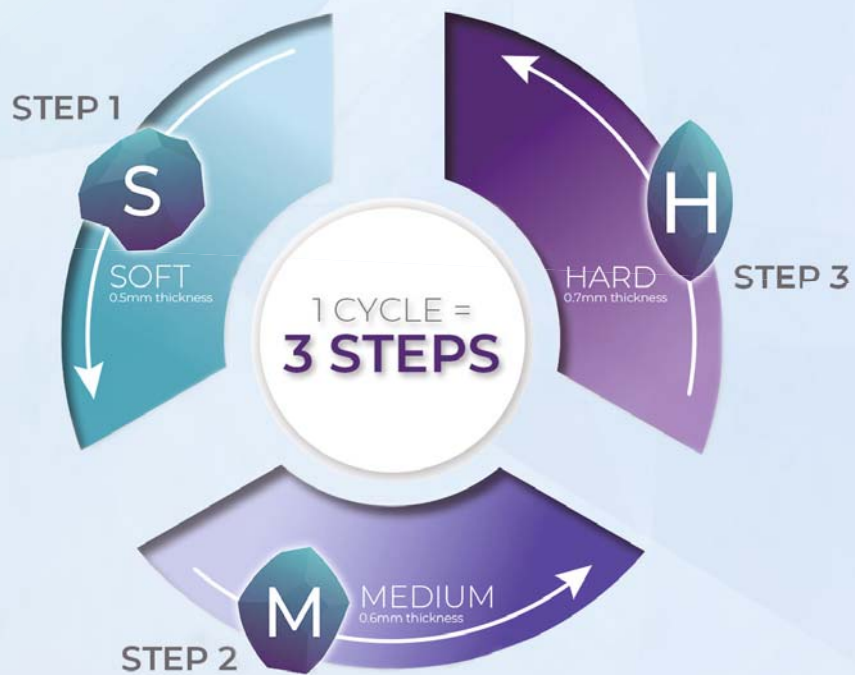 STEP 1
S
SOFT
0.5mm thickness
1 CYCLE =
3 STEPS
STEP 2
M
MEDIUM
0.6mm thickness
H
HARD
0.7mm thickness
STEP 3